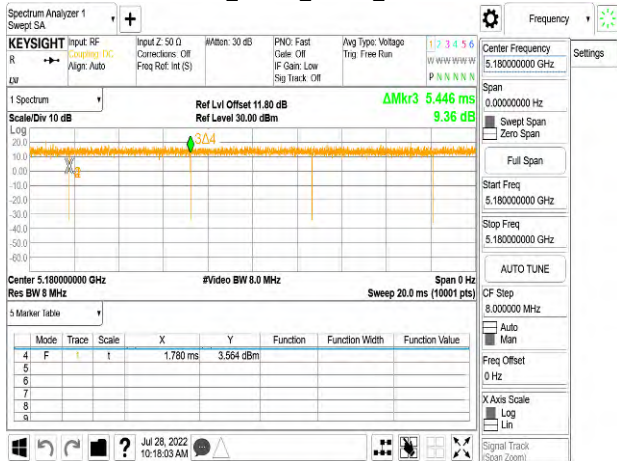 Spectrum Analyzer 1
Swept SA
Frequency
Settings
KEYSIGHT
R
Input: RF
Coupling: DC
Align: Auto
Input Z: 50 Ω
Corrections: Off
Freq Ref: Int (S)
#Atten: 30 dB
PNO: Fast
Gate: Off
IF Gain: Low
Sig Track: Off
Avg Type: Voltage
Trig: Free Run
1 2 3 4 5 6
W W W W W W
P N N N N N
1 Spectrum
Scale/Div 10 dB
Ref Lvl Offset 11.80 dB
Ref Level 30.00 dBm
ΔMkr3 5.446 ms
9.36 dB
Log
3Δ4
20.0
10.0
0.00
-10.0
-20.0
-30.0
-40.0
-50.0
-60.0
Center 5.180000 GHz
Res BW 8 MHz
#Video BW 8.0 MHz
Span 0 Hz
Sweep 20.0 ms (10001 pts)
5 Marker Table
Mode Trace Scale X Y Function Function Width Function Value
4 F 1 t 1.780 ms 3.564 dBm
5
6
7
8
9
Jul 28, 2022
10:18:03 AM
Center Frequency
5.180000000 GHz
Span
0.00000000 Hz
Swept Span
Zero Span
Full Span
Start Freq
5.180000000 GHz
Stop Freq
5.180000000 GHz
AUTO TUNE
CF Step
8.000000 MHz
Auto
Man
Freq Offset
0 Hz
X Axis Scale
Log
Lin
Signal Track
(Span Zoom)